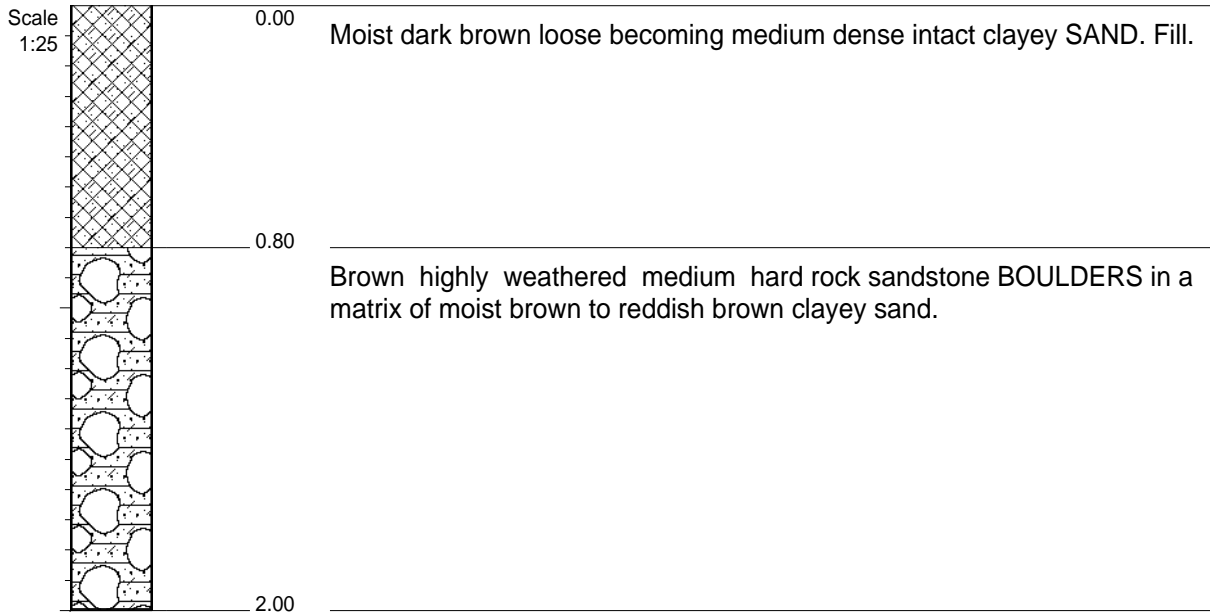 Scale
1:25
0.00
Moist dark brown loose becoming medium dense intact clayey SAND. Fill.
0.80
Brown highly weathered medium hard rock sandstone BOULDERS in a
matrix of moist brown to reddish brown clayey sand.
2.00